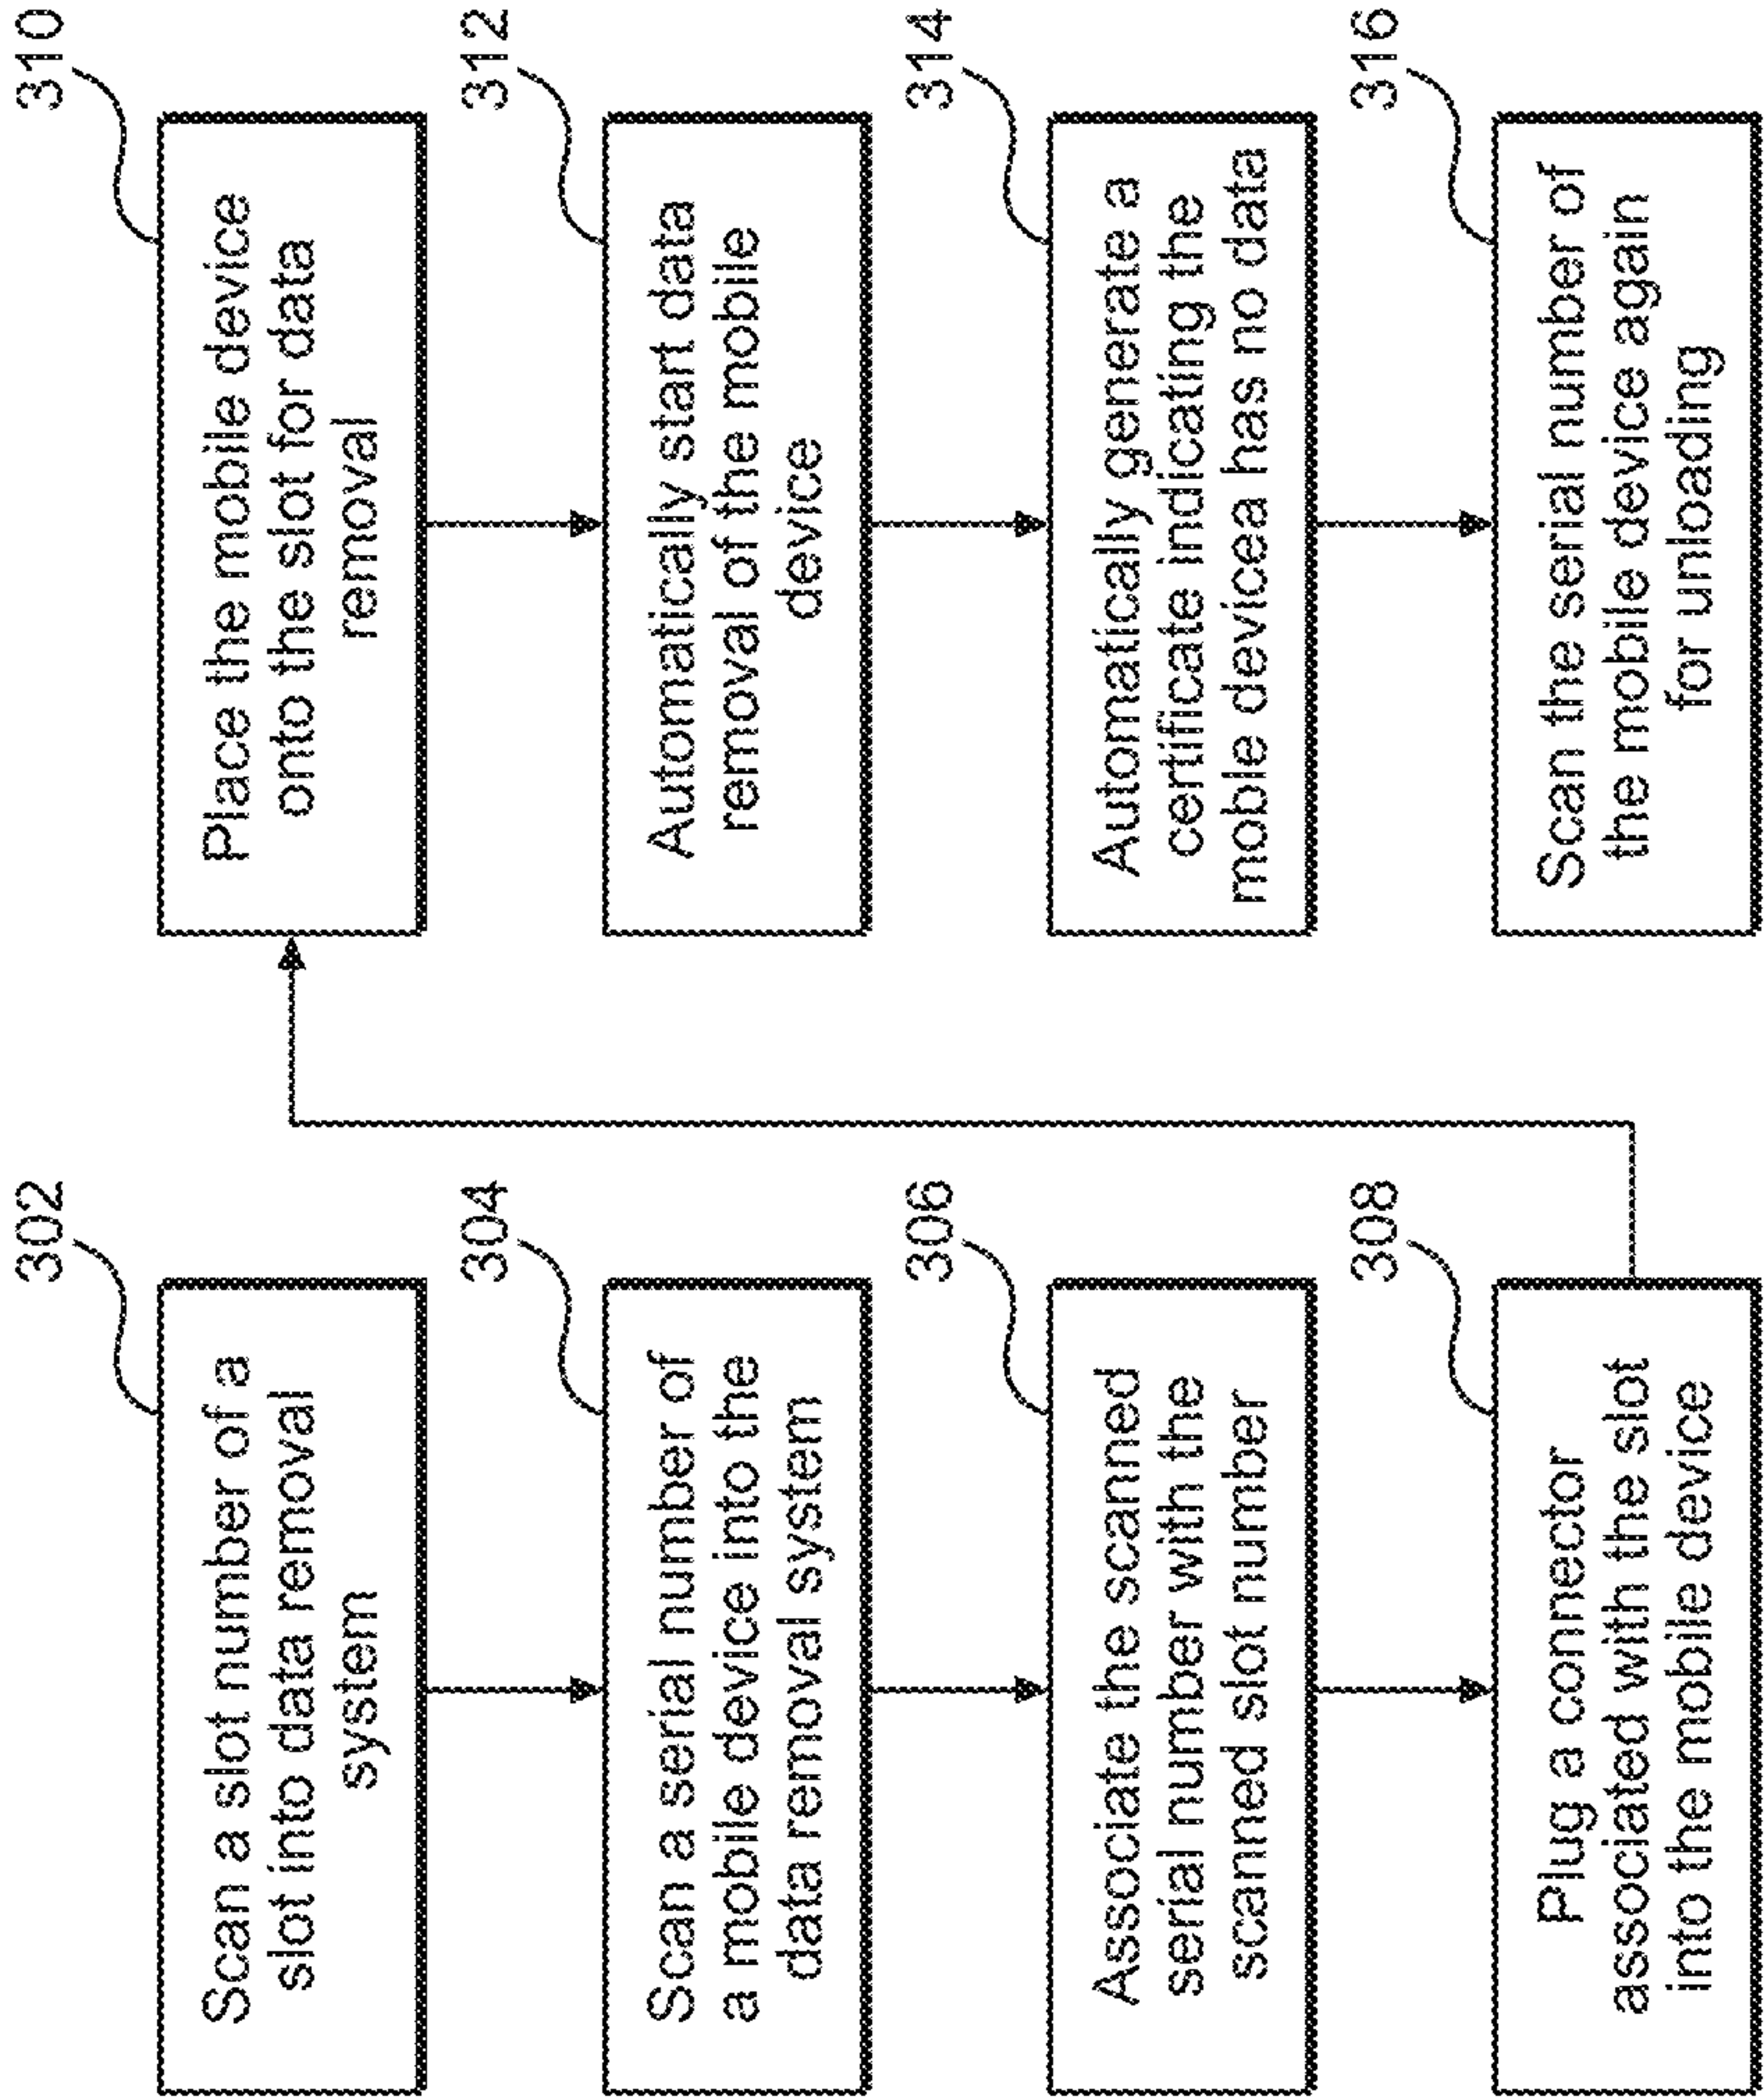 302
Scan a slot number of a
slot into data removal
system
304
Scan a serial number of
a mobile device into the
data removal system
306
Associate the scanned
serial number with the
scanned slot number
308
Plug a connector
associated with the slot
into the mobile device
310
Place the mobile device
onto the slot for data
removal
312
Automatically start data
removal of the mobile
device
314
Automatically generate a
certificate indicating the
moble devicea has no data
316
Scan the serial number of
the mobile device again
for unloading